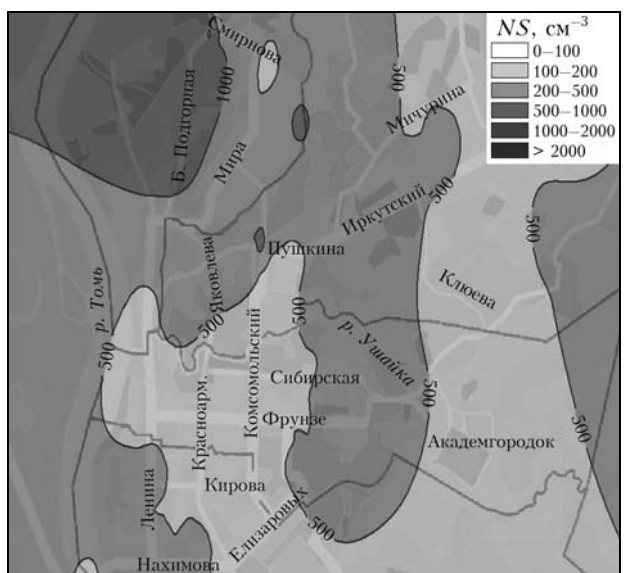 NS, см⁻³
0–100
100–200
200–500
500–1000
1000–2000
> 2000
Смирнова
1000
500
Мичурина
Б. Подгорная
Мира
Иркутский
500
500
Пушкина
Яковлева
Клюева
р. Томь
500
500
р. Ушайка
500
Комсомольский
Сибирская
500
Красноарм.
Фрунзе
500
Академгородок
Ленина
Кирова
Елизаровых
500
Нахимова